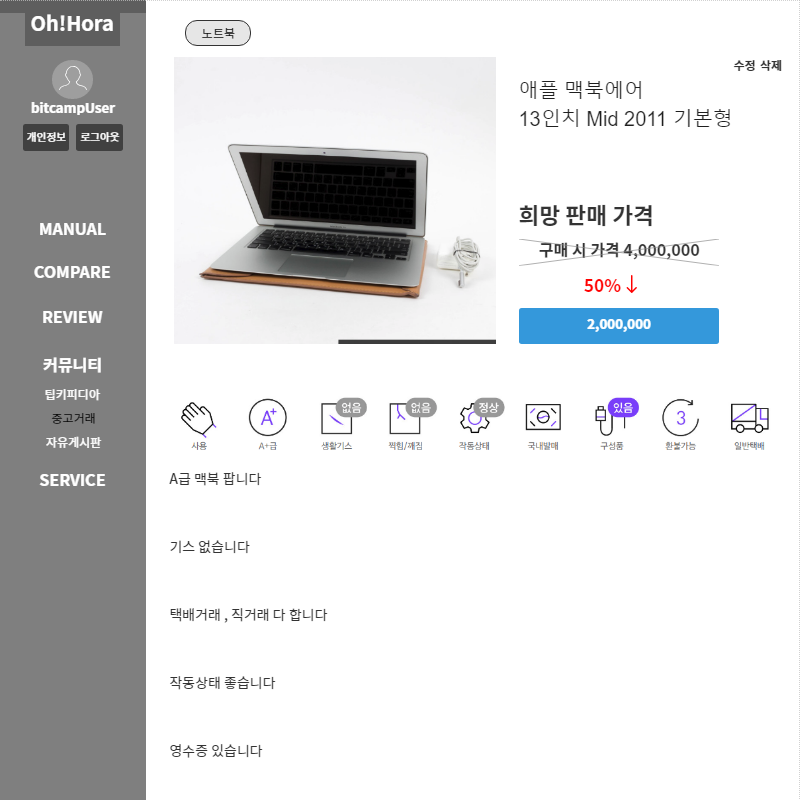 Oh!Hora
bitcampUser
개인정보 로그아웃
MANUAL
COMPARE
REVIEW
커뮤니티
팁키피디아
중고거래
자유게시판
SERVICE
노트북
수정 삭제
애플 맥북에어
13인치 Mid 2011 기본형
희망 판매 가격
구매 시 가격 4,000,000
50% ↓
2,000,000
없음 없음 정상 있음
A+ 3
사용 A+급 생활기스 찍힘/깨짐 작동상태 국내발매 구성품 환불가능 일반택배
A급 맥북 팝니다
기스 없습니다
택배거래 , 직거래 다 합니다
작동상태 좋습니다
영수증 있습니다